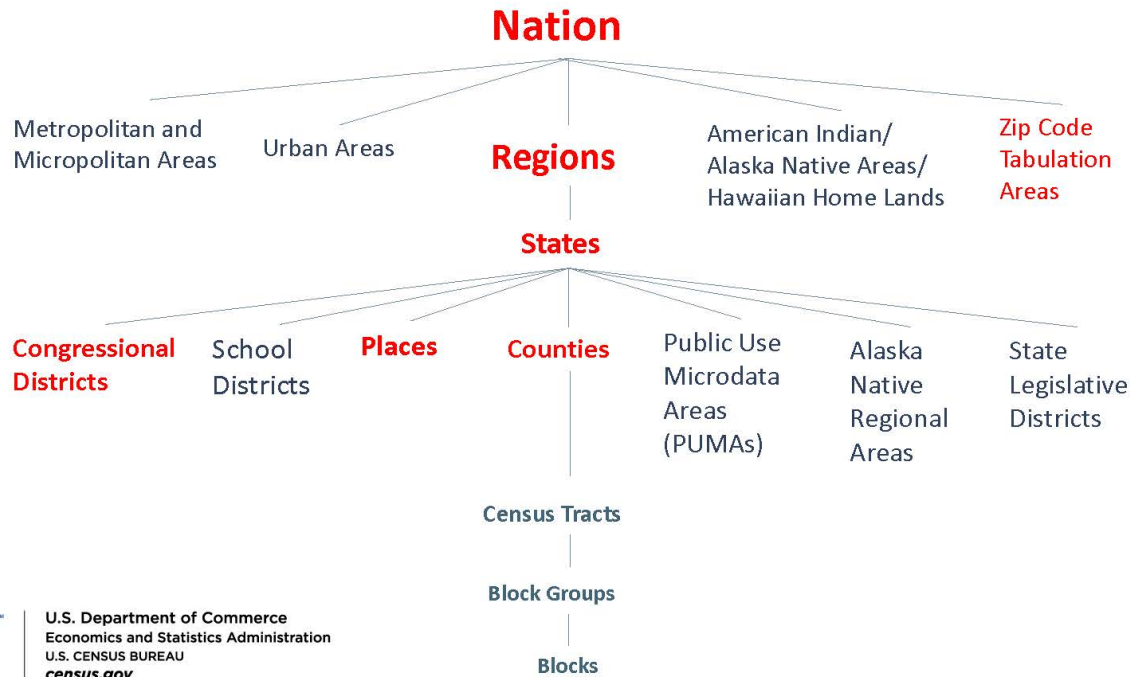 Nation
Metropolitan and
Micropolitan Areas
Urban Areas
Regions
American Indian/
Alaska Native Areas/
Hawaiian Home Lands
Zip Code
Tabulation
Areas
States
Congressional
Districts
School
Districts
Places
Counties
Public Use
Microdata
Areas
(PUMAs)
Alaska
Native
Regional
Areas
State
Legislative
Districts
Census Tracts
Block Groups
Blocks
U.S. Department of Commerce
Economics and Statistics Administration
U.S. CENSUS BUREAU
census.gov